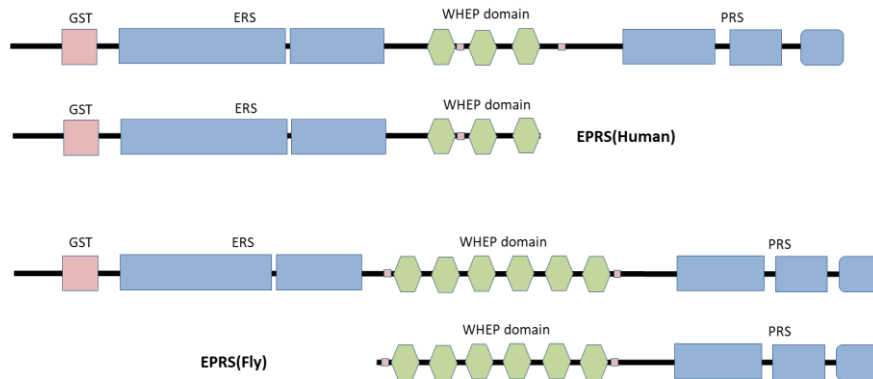 GST ERS WHEP domain PRS
GST ERS WHEP domain
EPRS(Human)
GST ERS WHEP domain PRS
WHEP domain PRS
EPRS(Fly)